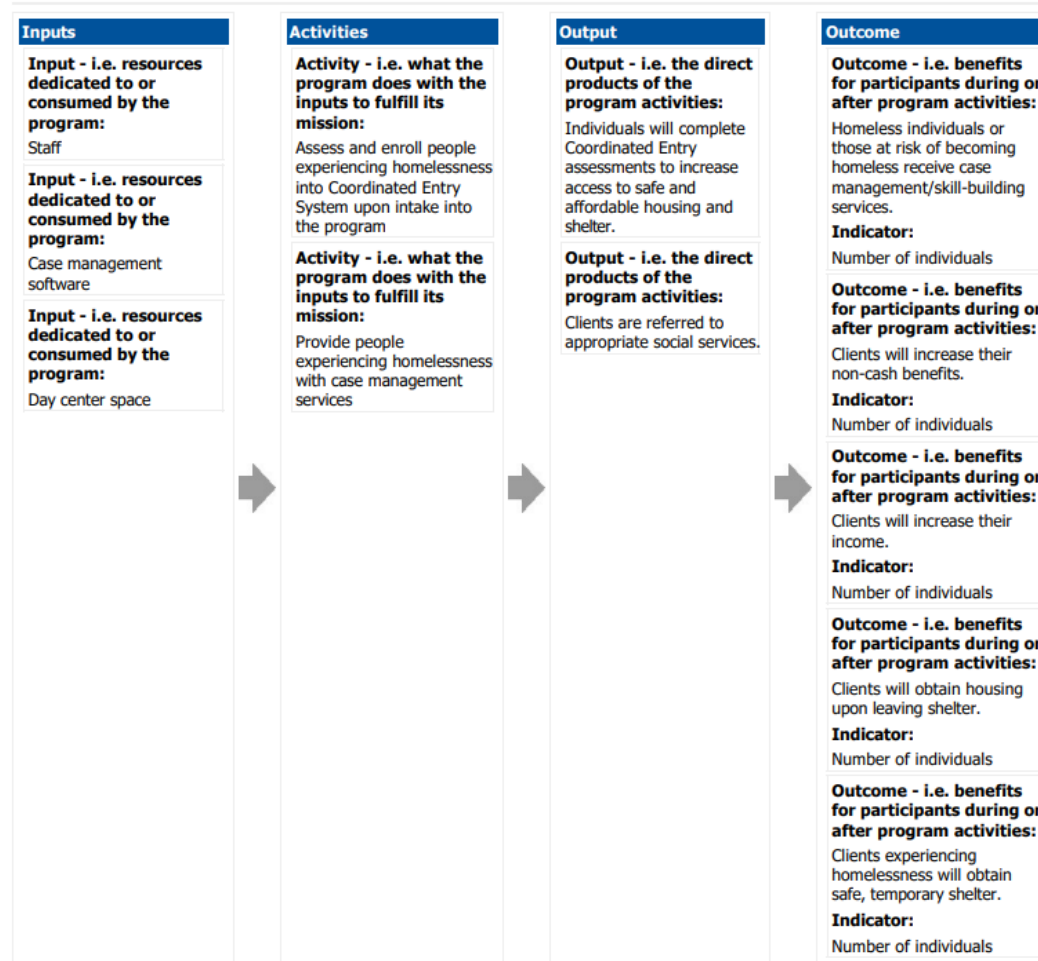 Inputs
Input - i.e. resources
dedicated to or
consumed by the
program:
Staff
Input - i.e. resources
dedicated to or
consumed by the
program:
Case management
software
Input - i.e. resources
dedicated to or
consumed by the
program:
Day center space
Activities
Activity - i.e. what the
program does with the
inputs to fulfill its
mission:
Assess and enroll people
experiencing homelessness
into Coordinated Entry
System upon intake into
the program
Activity - i.e. what the
program does with the
inputs to fulfill its
mission:
Provide people
experiencing homelessness
with case management
services
Output
Output - i.e. the direct
products of the
program activities:
Individuals will complete
Coordinated Entry
assessments to increase
access to safe and
affordable housing and
shelter.
Output - i.e. the direct
products of the
program activities:
Clients are referred to
appropriate social services.
Outcome
Outcome - i.e. benefits
for participants during or
after program activities:
Homeless individuals or
those at risk of becoming
homeless receive case
management/skill-building
services.
Indicator:
Number of individuals
Outcome - i.e. benefits
for participants during or
after program activities:
Clients will increase their
non-cash benefits.
Indicator:
Number of individuals
Outcome - i.e. benefits
for participants during or
after program activities:
Clients will increase their
income.
Indicator:
Number of individuals
Outcome - i.e. benefits
for participants during or
after program activities:
Clients will obtain housing
upon leaving shelter.
Indicator:
Number of individuals
Outcome - i.e. benefits
for participants during or
after program activities:
Clients experiencing
homelessness will obtain
safe, temporary shelter.
Indicator:
Number of individuals